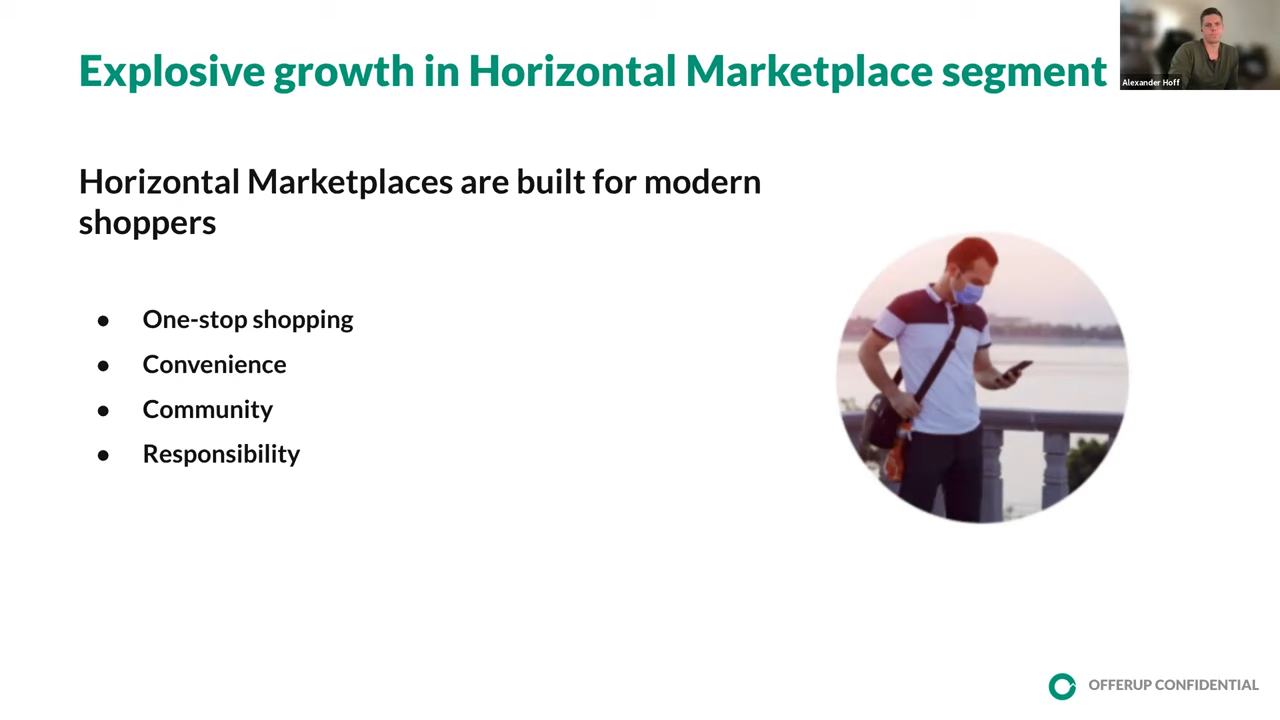 Explosive growth in Horizontal Marketplace segment
Alexander Hoff
Horizontal Marketplaces are built for modern
shoppers
● One-stop shopping
● Convenience
● Community
● Responsibility
OFFERUP CONFIDENTIAL